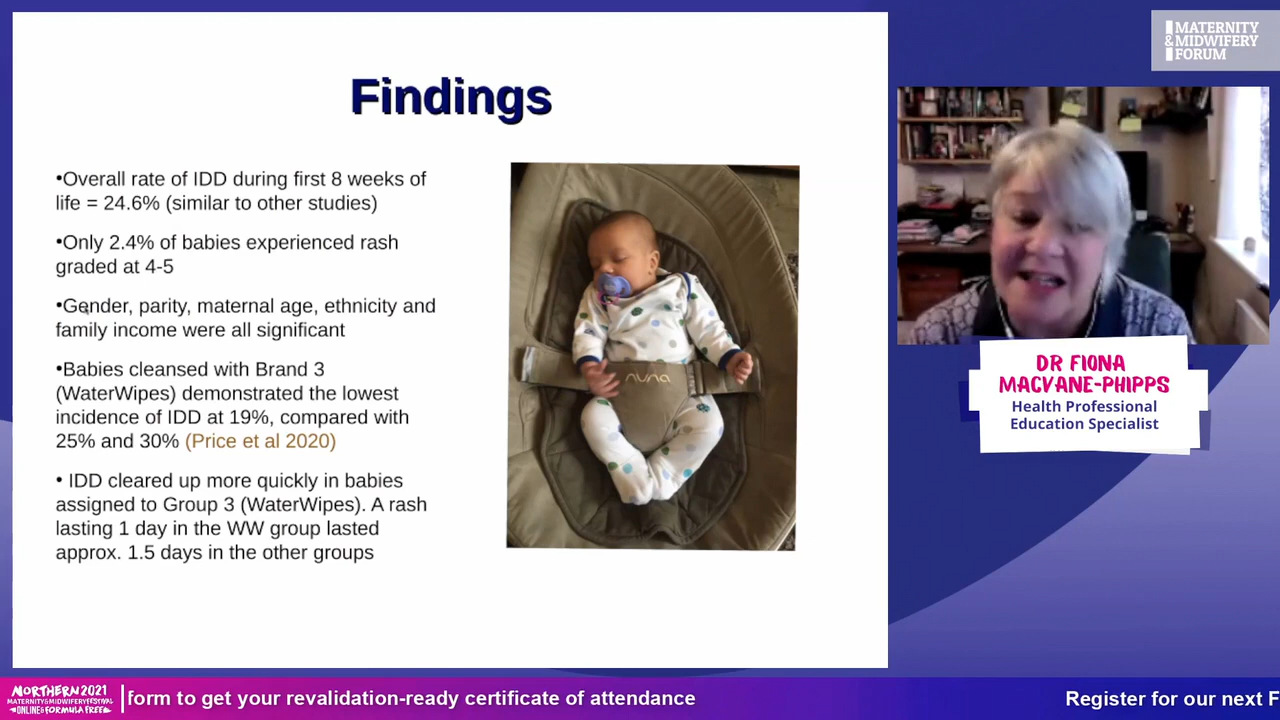 Findings
•Overall rate of IDD during first 8 weeks of
life = 24.6% (similar to other studies)
•Only 2.4% of babies experienced rash
graded at 4-5
•Gender, parity, maternal age, ethnicity and
family income were all significant
•Babies cleansed with Brand 3
(WaterWipes) demonstrated the lowest
incidence of IDD at 19%, compared with
25% and 30% (Price et al 2020)
• IDD cleared up more quickly in babies
assigned to Group 3 (WaterWipes). A rash
lasting 1 day in the WW group lasted
approx. 1.5 days in the other groups
nuna
MATERNITY
&MIDWIFERY
FORUM
DR FIONA
MACVANE-PHIPPS
Health Professional
Education Specialist
NORTHERN 2021
MATERNITY&MIDWIFERY FESTIVAL
ONLINE& FORMULA FREE
form to get your revalidation-ready certificate of attendance
Register for our next F